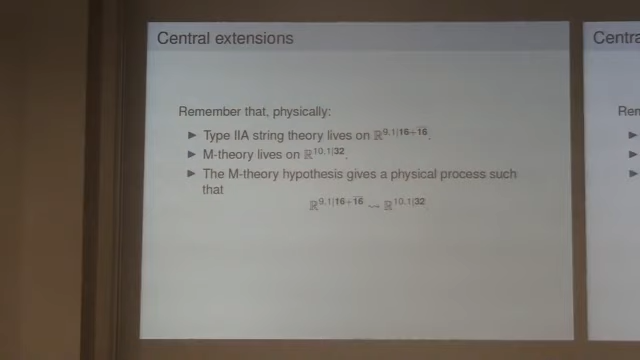 Central extensions
Remember that, physically:
▶ Type IIA string theory lives on ℝ^{9,1|16+\overline{16}}.
▶ M-theory lives on ℝ^{10,1|32}.
▶ The M-theory hypothesis gives a physical process such
that
ℝ^{9,1|16+\overline{16}} ⇝ ℝ^{10,1|32}
Centra
Rem
▶
▶
▶